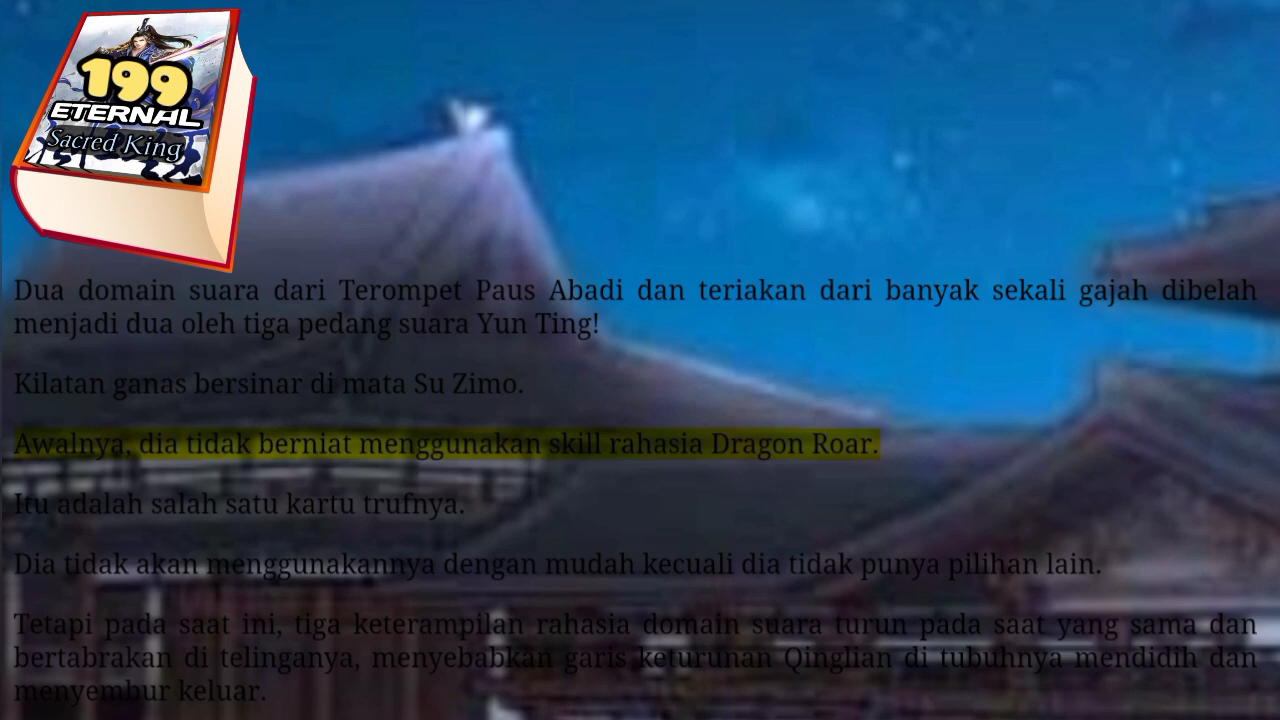 199
ETERNAL
Sacred King
Dua domain suara dari Terompet Paus Abadi dan teriakan dari banyak sekali gajah dibelah
menjadi dua oleh tiga pedang suara Yun Ting!
Kilatan ganas bersinar di mata Su Zimo.
Awalnya, dia tidak berniat menggunakan skill rahasia Dragon Roar.
Itu adalah salah satu kartu trufnya.
Dia tidak akan menggunakannya dengan mudah kecuali dia tidak punya pilihan lain.
Tetapi pada saat ini, tiga keterampilan rahasia domain suara turun pada saat yang sama dan
bertabrakan di telinganya, menyebabkan garis keturunan Qinglian di tubuhnya mendidih dan
menyembur keluar.